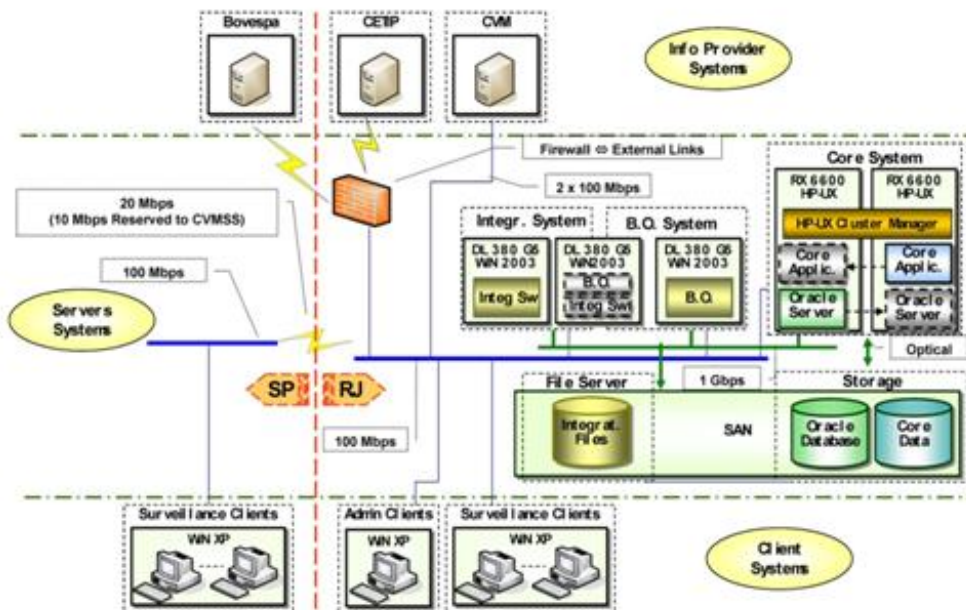 Bovespa
CETIP
CVM
Info Provider
Systems
Firewall ⇔ External Links
Core System
RX 6600
HP-UX
RX 6600
HP-UX
HP-UX Cluster Manager
Core
Applic.
Core
Applic.
Oracle
Server
Oracle
Server
2 x 100 Mbps
20 Mbps
(10 Mbps Reserved to CVMSS)
Integr. System
B.O. System
DL 380 G5
WIN 2003
Integ Sw
DL 380 G5
WIN2003
B.O.
Integ Swt
DL 380 G5
WIN 2003
B.O.
100 Mbps
Servers
Systems
Optical
SP
RJ
1 Gbps
File Server
Storage
100 Mbps
Integrat.
Files
SAN
Oracle
Database
Core
Data
Surveillance Clients
WIN XP
Admin Clients
WIN XP
Surveillance Clients
WIN XP
Client
Systems